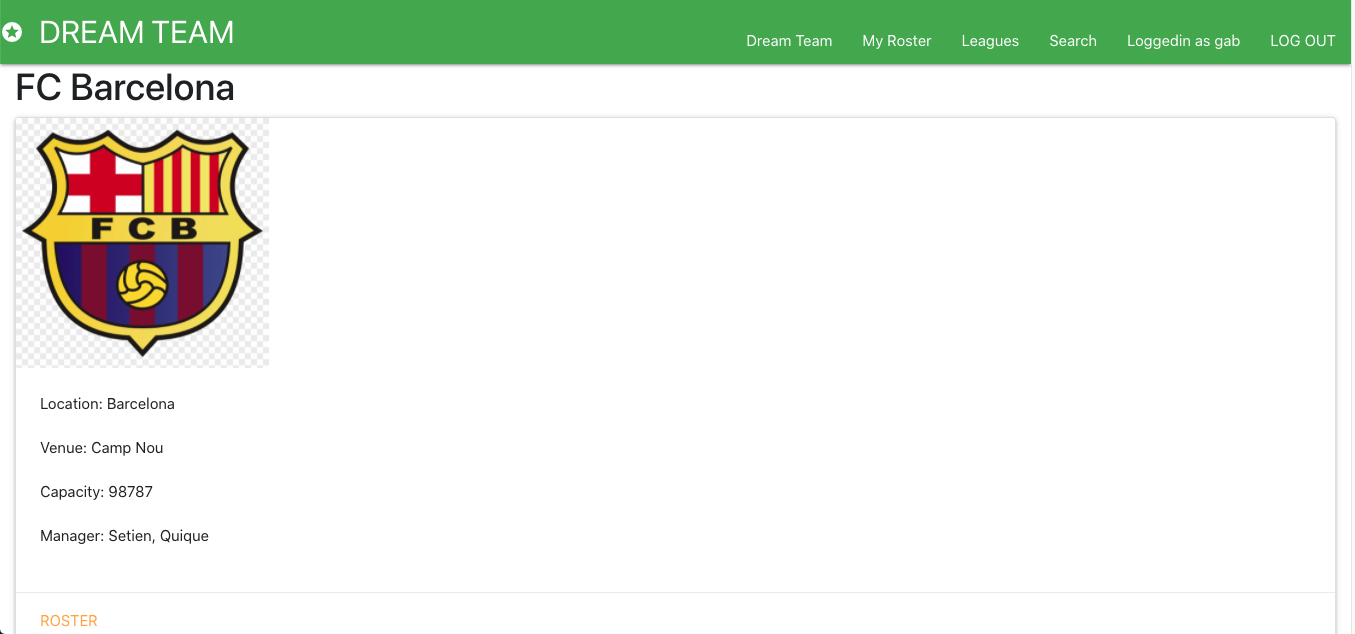 DREAM TEAM
Dream Team My Roster Leagues Search Loggedin as gab LOG OUT
FC Barcelona
F C B
Location: Barcelona
Venue: Camp Nou
Capacity: 98787
Manager: Setien, Quique
ROSTER